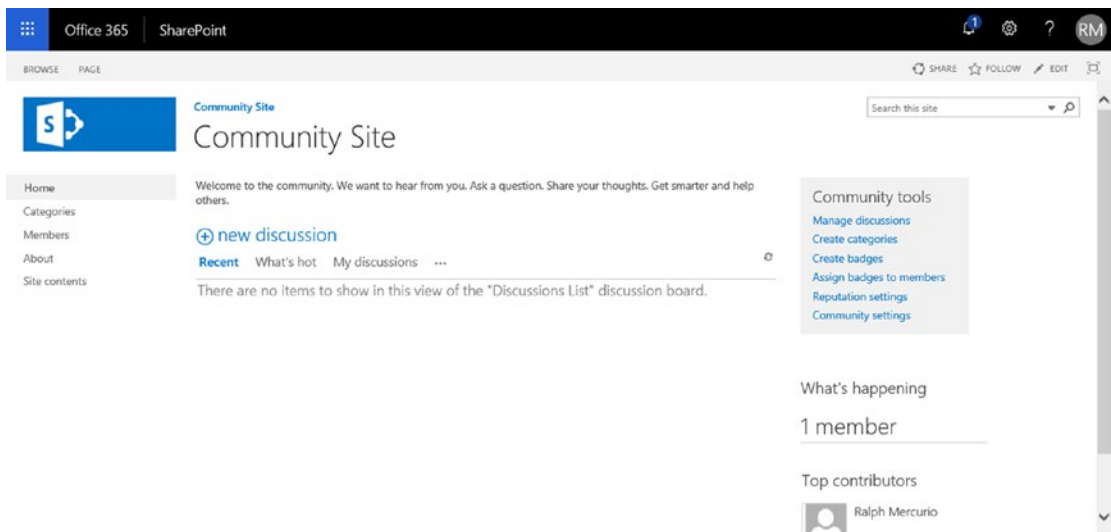 Office 365 SharePoint 1 ? RM
BROWSE PAGE SHARE FOLLOW EDIT
S
Community Site
Community Site
Search this site
Home
Categories
Members
About
Site contents
Welcome to the community. We want to hear from you. Ask a question. Share your thoughts. Get smarter and help
others.
new discussion
Recent What's hot My discussions ...
There are no items to show in this view of the "Discussions List" discussion board.
Community tools
Manage discussions
Create categories
Create badges
Assign badges to members
Reputation settings
Community settings
What's happening
1 member
Top contributors
Ralph Mercurio